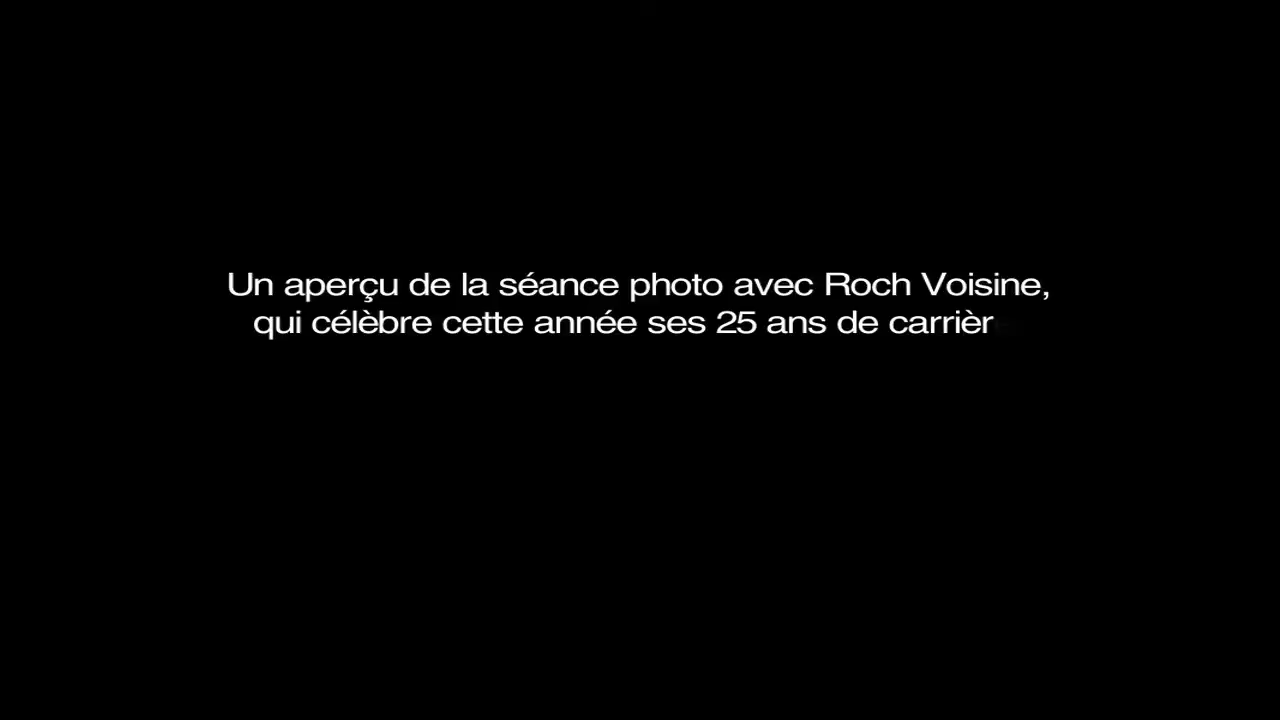 Un aperçu de la séance photo avec Roch Voisine,
qui célèbre cette année ses 25 ans de carrièr